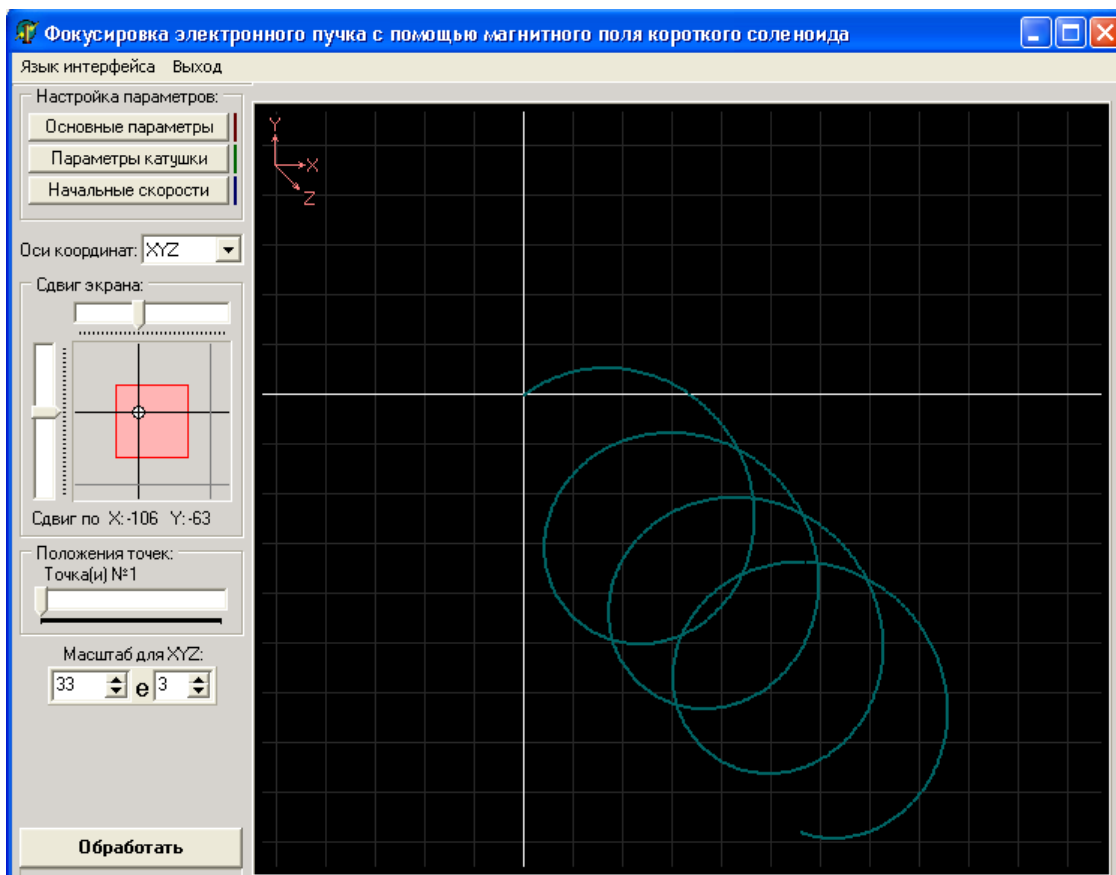 Фокусировка электронного пучка с помощью магнитного поля короткого соленоида
Язык интерфейса Выход
Настройка параметров:
Основные параметры
Параметры катушки
Начальные скорости
Оси координат: XYZ
Сдвиг экрана:
Сдвиг по X:-106 Y:-63
Положения точек:
Точка(и) №1
Масштаб для XYZ:
33 e 3
Обработать
Y
X
Z